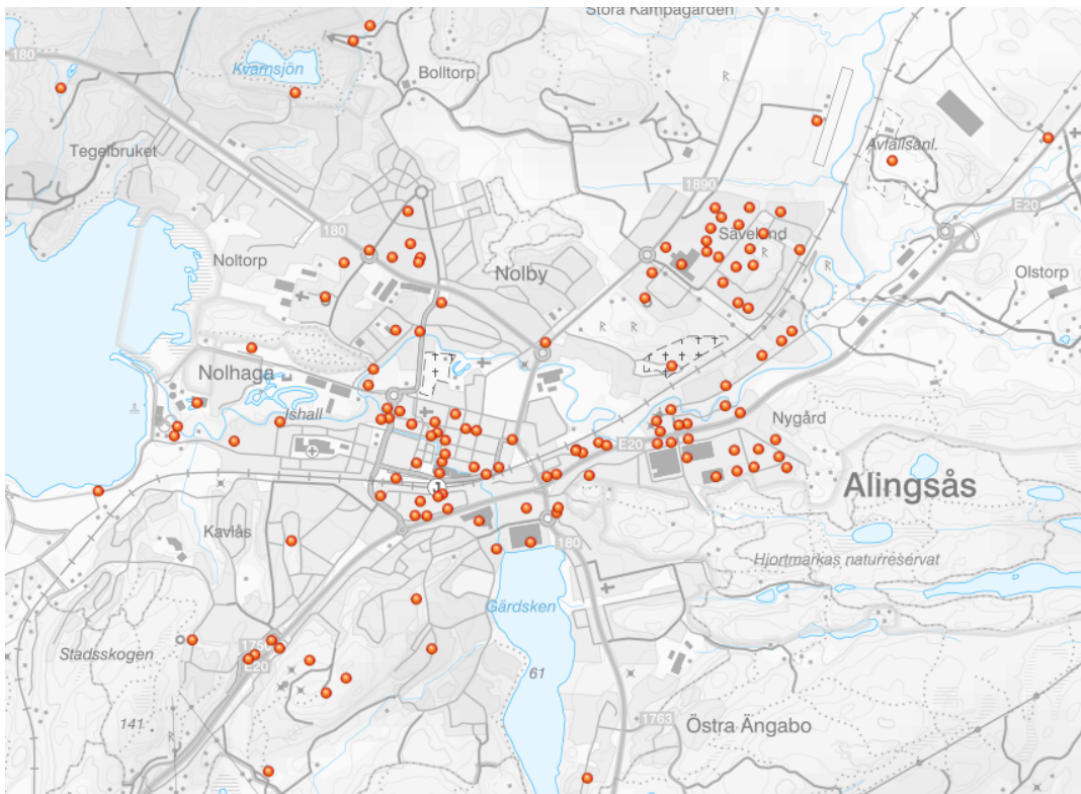 Stora Kampagården
180
Kvarnsjön
Bolltorp
Tegelbruket
Avfallsanl.
1890
E20
180
Sävelund
R
Noltorp
Nolby
Olstorp
R
R
R
R
R
Nolhaga
Ishall
Nygård
E20
Alingsås
1
Kavlås
180
Hjortmarkas naturreservat
Gärdsken
Stadsskogen
E20
61
141
R
1763
Östra Ängabo